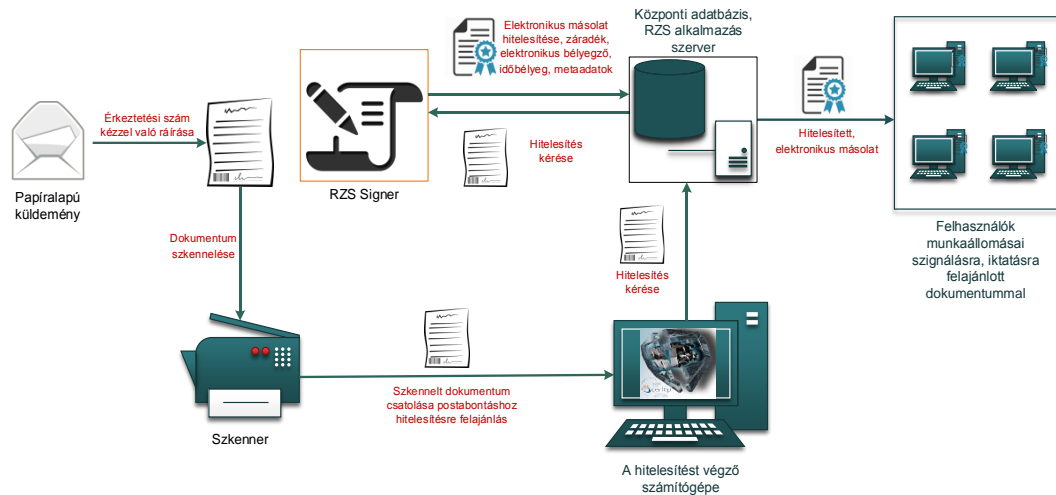 Központi adatbázis,
RZS alkalmazás
szerver
Elektronikus másolat
hitelesítése, záradék,
elektronikus bélyegző,
időbélyeg, metaadatok
Érkeztetési szám
kézzel való ráírása
Hitelesítés
kérése
Hitelesített,
elektronikus másolat
Papíralapú
küldemény
RZS Signer
Felhasználók
munkaállomásai
szignálásra, iktatásra
felajánlott
dokumentummal
Dokumentum
szkennelése
Hitelesítés
kérése
Szkennelt dokumentum
csatolása postabontáshoz
hitelesítésre felajánlás
Szkenner
A hitelesítést végző
számítógépe